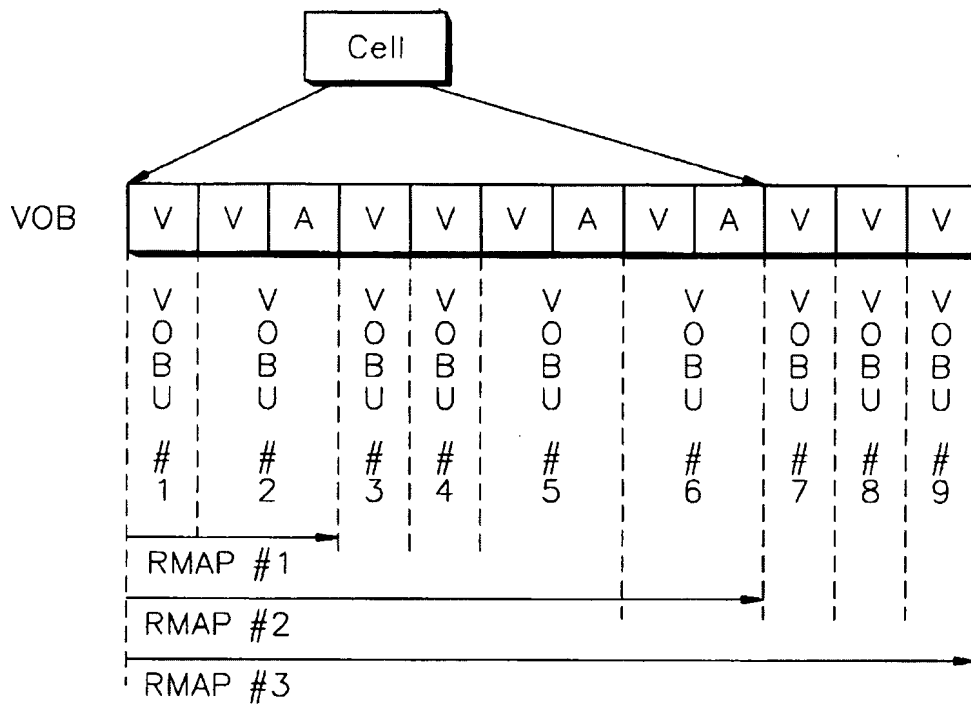 Cell
VOB V V A V V V A V A V V V
VOBU #1 VOBU #2 VOBU #3 VOBU #4 VOBU #5 VOBU #6 VOBU #7 VOBU #8 VOBU #9
RMAP #1
RMAP #2
RMAP #3